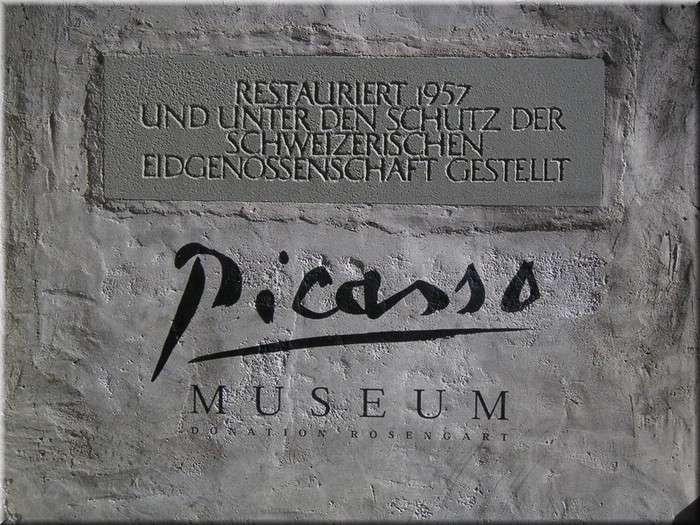 RESTAURIERT 1957
UND UNTER DEN SCHUTZ DER
SCHWEIZERISCHEN
EIDGENOSSENSCHAFT GESTELLT
Picasso
MUSEUM
DONATION ROSENGART